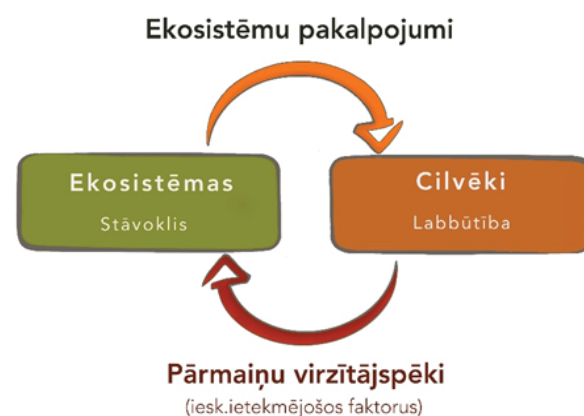 Ekosistēmu pakalpojumi
Ekosistēmas
Stāvoklis
Cilvēki
Labbūtība
Pārmaiņu virzītājspēki
(iesk.ietekmējošos faktorus)